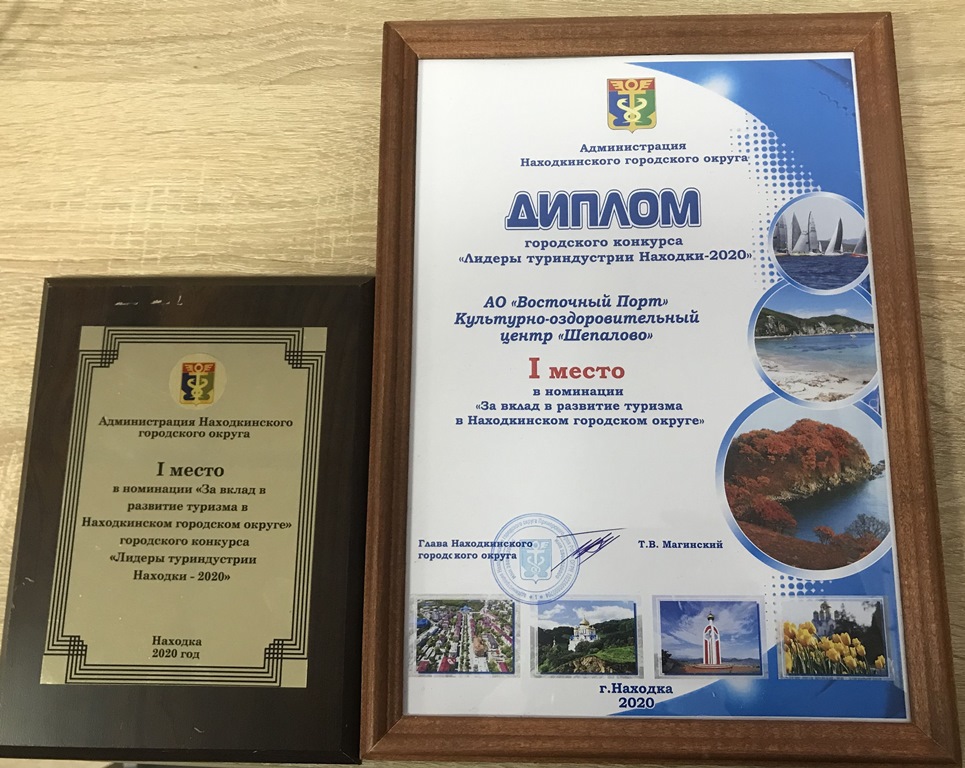 Администрация Находкинского
городского округа
I место
в номинации «За вклад в
развитие туризма в
Находкинском городском округе»
городского конкурса
«Лидеры туриндустрии
Находки - 2020»
Находка
2020 год
Администрация
Находкинского городского округа
ДИПЛОМ
городского конкурса
«Лидеры туриндустрии Находки-2020»
АО «Восточный Порт»
Культурно-оздоровительный
центр «Шепалово»
I место
в номинации
«За вклад в развитие туризма
в Находкинском городском округе»
Глава Находкинского
городского округа
Т.В. Магинский
г.Находка
2020